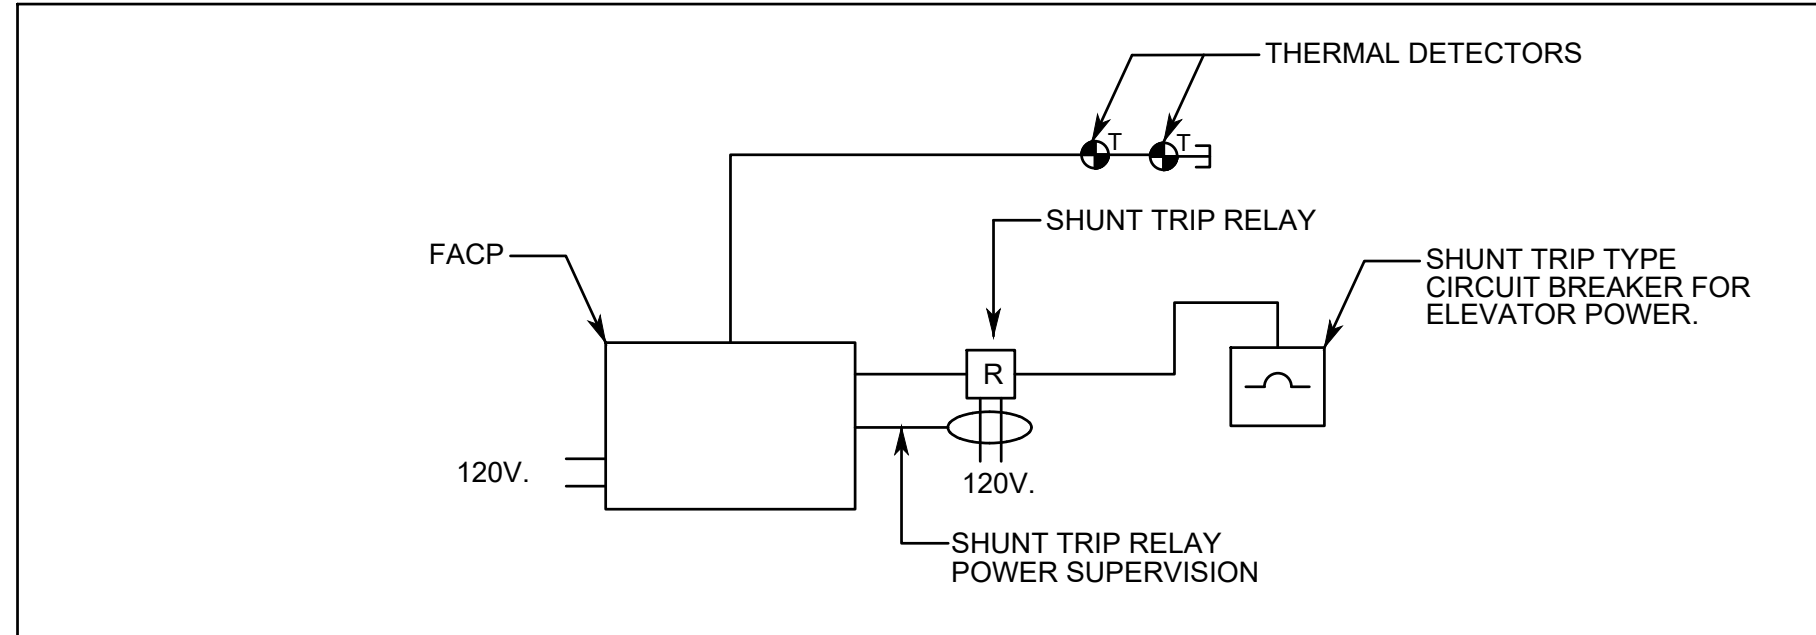 THERMAL DETECTORS
T T
SHUNT TRIP RELAY
FACP
SHUNT TRIP TYPE
CIRCUIT BREAKER FOR
ELEVATOR POWER.
R
120V.
120V.
SHUNT TRIP RELAY
POWER SUPERVISION